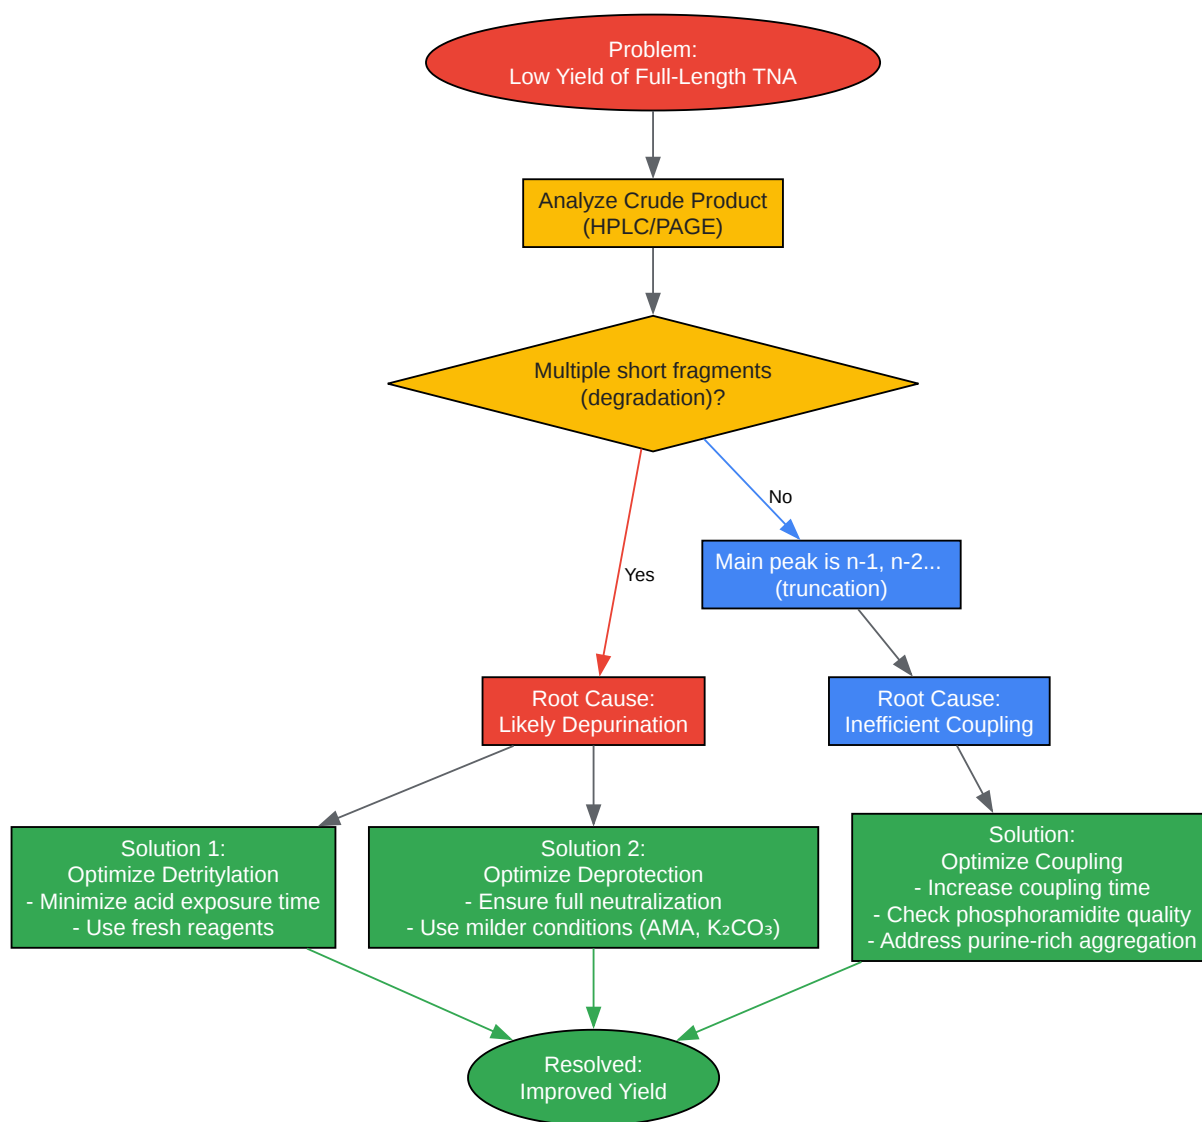 Problem:
Low Yield of Full-Length TNA
Analyze Crude Product
(HPLC/PAGE)
Multiple short fragments
(degradation)?
No
Yes
Main peak is n-1, n-2...
(truncation)
Root Cause:
Likely Depurination
Root Cause:
Inefficient Coupling
Solution 1:
Optimize Detritylation
- Minimize acid exposure time
- Use fresh reagents
Solution 2:
Optimize Deprotection
- Ensure full neutralization
- Use milder conditions (AMA, K₂CO₃)
Solution:
Optimize Coupling
- Increase coupling time
- Check phosphoramidite quality
- Address purine-rich aggregation
Resolved:
Improved Yield